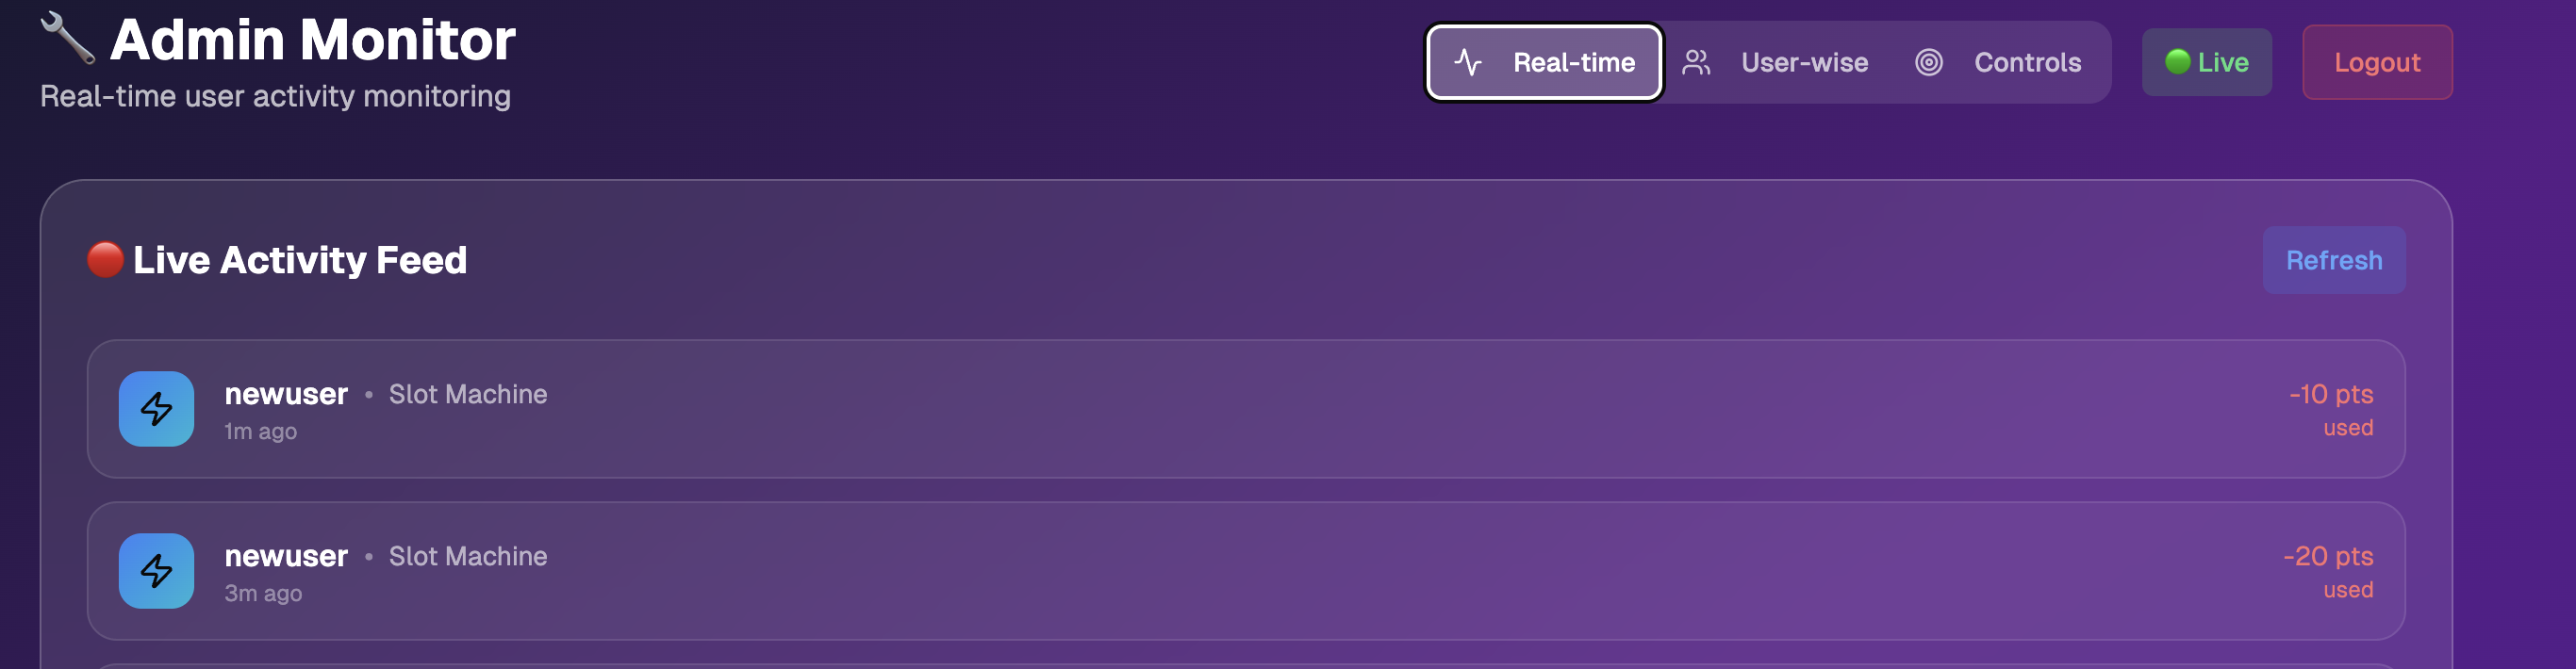 Admin Monitor
Real-time user activity monitoring
Real-time
User-wise
Controls
Live
Logout
Live Activity Feed
Refresh
newuser • Slot Machine
1m ago
-10 pts
used
newuser • Slot Machine
3m ago
-20 pts
used